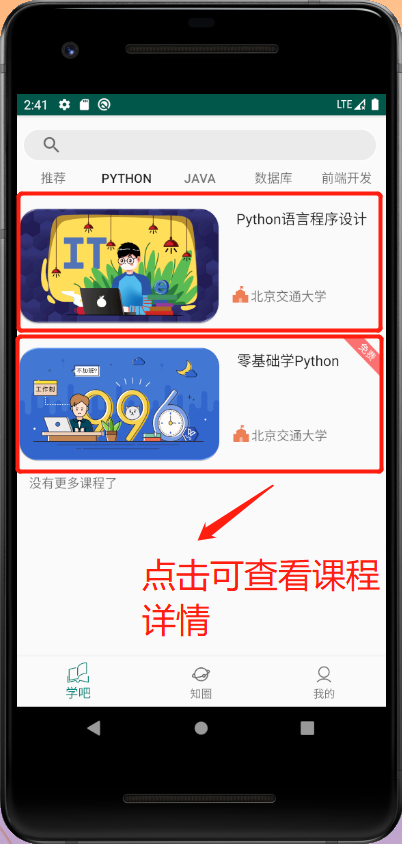 2:41
LTE
推荐 PYTHON JAVA 数据库 前端开发
Python语言程序设计
IT
北京交通大学
免费
零基础学Python
不加班?
工作制
996
北京交通大学
没有更多课程了
点击可查看课程
详情
学吧 知圈 我的